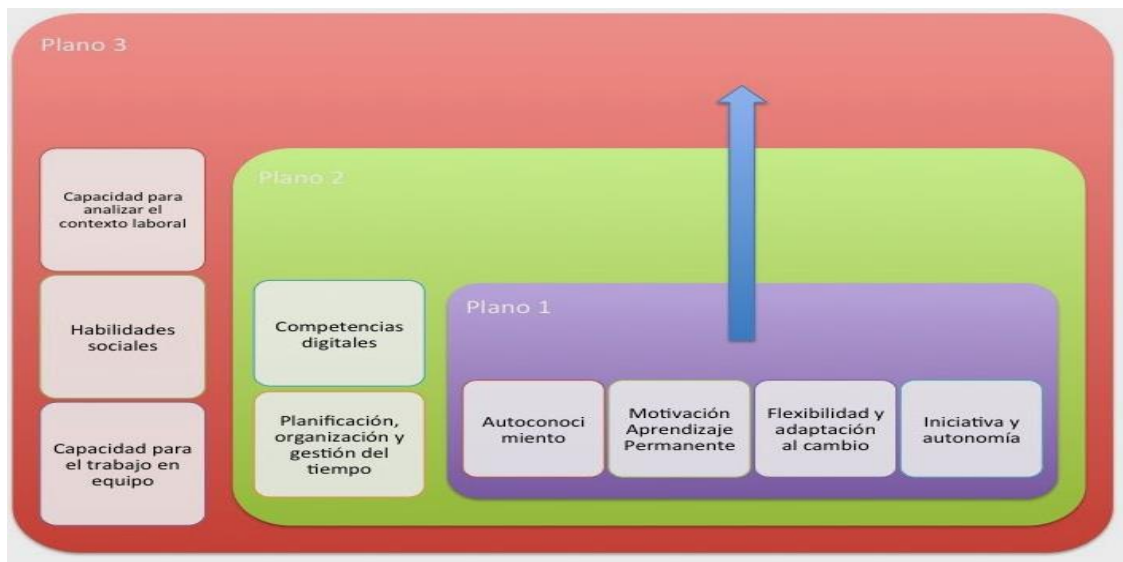 Plano 3
Capacidad para
analizar el
contexto laboral
Habilidades
sociales
Capacidad para
el trabajo en
equipo
Plano 2
Competencias
digitales
Planificación,
organización y
gestión del
tiempo
Plano 1
Autoconoci
miento
Motivación
Aprendizaje
Permanente
Flexibilidad y
adaptación
al cambio
Iniciativa y
autonomía